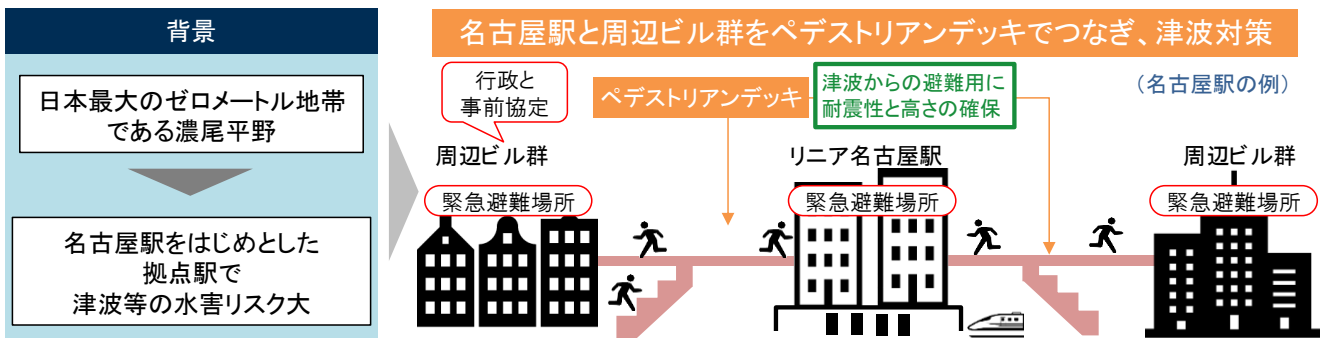 背景
日本最大のゼロメートル地帯
である濃尾平野
名古屋駅をはじめとした
拠点駅で
津波等の水害リスク大
名古屋駅と周辺ビル群をペデストリアンデッキでつなぎ、津波対策
行政と
事前協定
ペデストリアンデッキ
津波からの避難用に
耐震性と高さの確保
（名古屋駅の例）
周辺ビル群
リニア名古屋駅
周辺ビル群
緊急避難場所
緊急避難場所
緊急避難場所